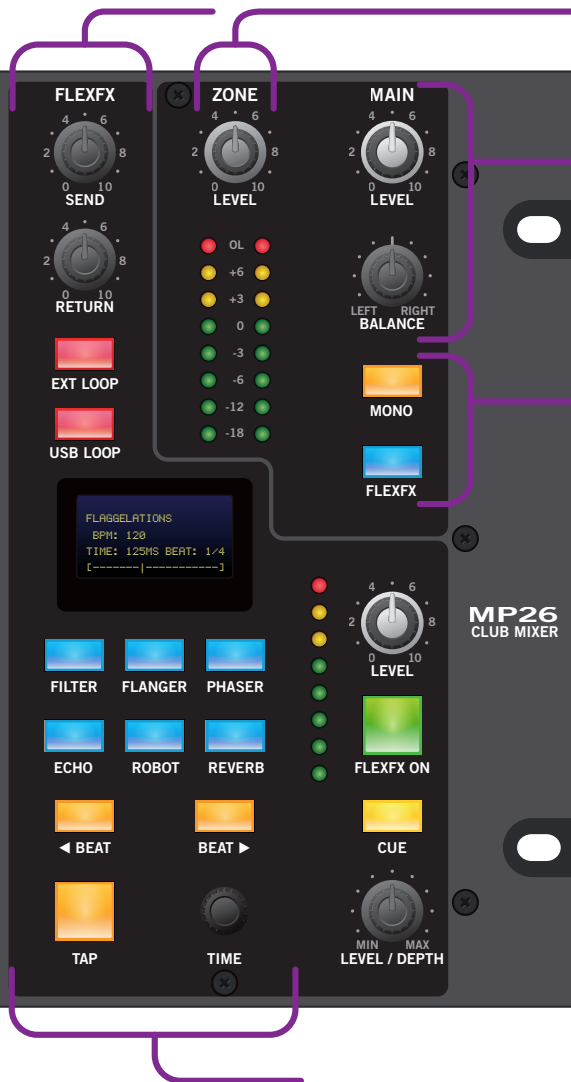 FLEXFX ZONE MAIN
4 6 4 6 4 6
2 8 2 8 2 8
0 10 0 10 0 10
SEND LEVEL LEVEL
4 6
2 8
0 10
RETURN
OL
+6
+3
0
-3
-6
-12
-18
LEFT RIGHT
BALANCE
EXT LOOP
MONO
USB LOOP
FLEXFX
FLAGGELATIONS
BPM: 120
TIME: 125MS BEAT: 1/4
[-------|-----------]
4 6
2 8
0 10
LEVEL
MP26
CLUB MIXER
FILTER FLANGER PHASER
ECHO ROBOT REVERB FLEXFX ON
◀ BEAT BEAT ▶ CUE
MIN MAX
TAP TIME LEVEL / DEPTH